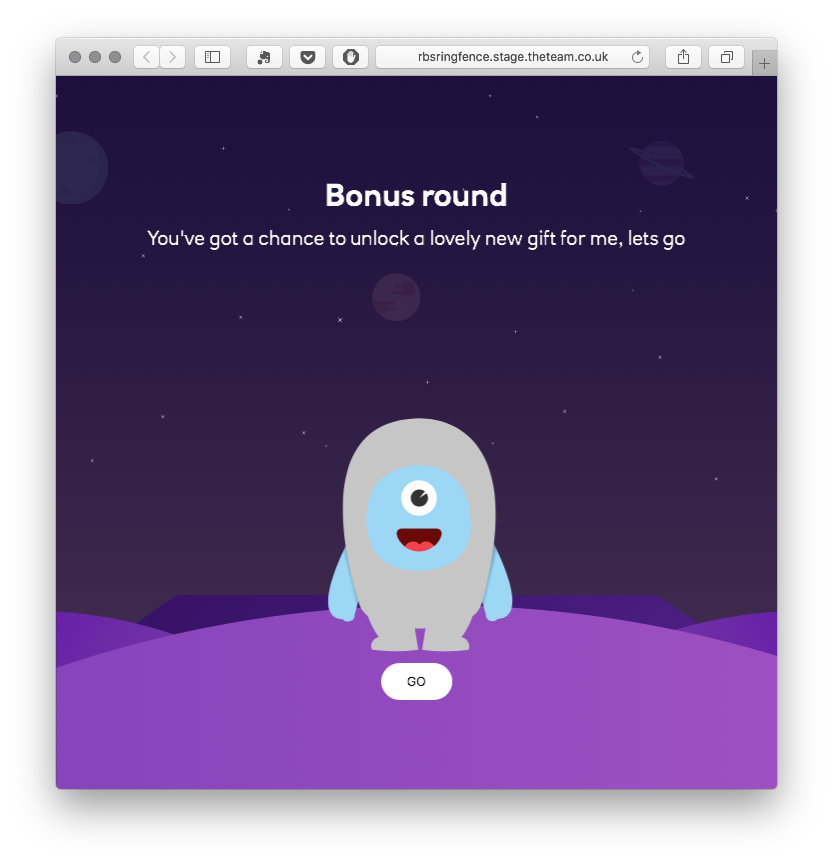 rbsringfence.stage.theteam.co.uk
Bonus round
You've got a chance to unlock a lovely new gift for me, lets go
GO